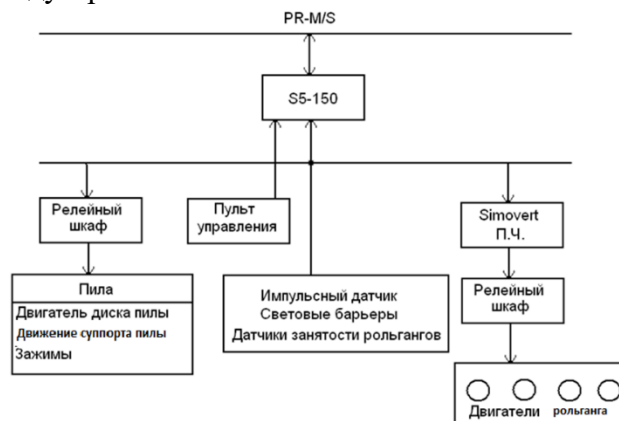 PR-M/S
S5-150
Релейный
шкаф
Пульт
управления
Simovert
П.Ч.
Пила
Двигатель диска пилы
Движение суппорта пилы
Зажимы
Импульсный датчик
Световые барьеры
Датчики занятости рольгангов
Релейный
шкаф
Двигатели рольганга